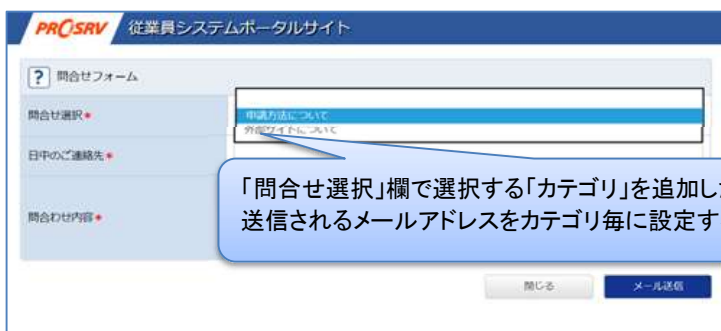 PROSRV 従業員システムポータルサイト
? 問合せフォーム
問合せ選択*
申請方法について
外部サイトについて
日中のご連絡先*
「問合せ選択」欄で選択する「カテゴリ」を追加し
送信されるメールアドレスをカテゴリ毎に設定す
問合わせ内容*
閉じる メール送信